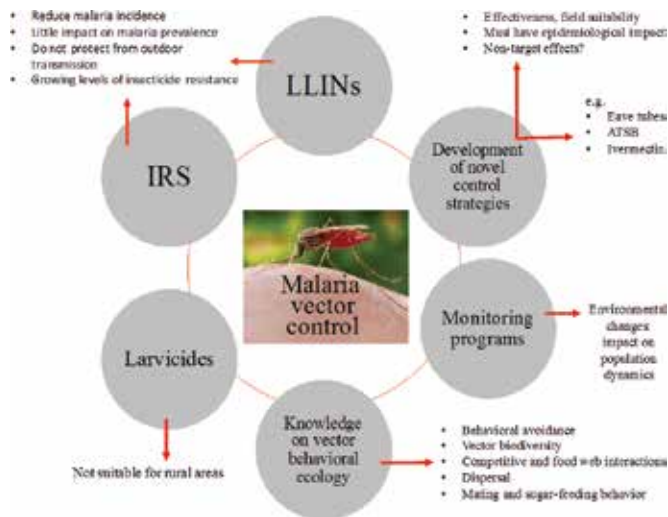 • Reduce malaria incidence
• Little impact on malaria prevalence
• Do not protect from outdoor
transmission
• Growing levels of insecticide resistance
LLINs
• Effectiveness, field suitability
• Must have epidemiological impact
• Non-target effects?
e.g.
• Eave tubes
• ATSB
• Ivermectin
Development
of novel
control
strategies
IRS
Malaria
vector
control
Monitoring
programs
Environmental
changes
impact on
population
dynamics
Larvicides
Not suitable for rural areas
Knowledge
on vector
behavioral
ecology
• Behavioral avoidance
• Vector biodiversity
• Competitive and food web interactions
• Dispersal
• Mating and sugar-feeding behavior